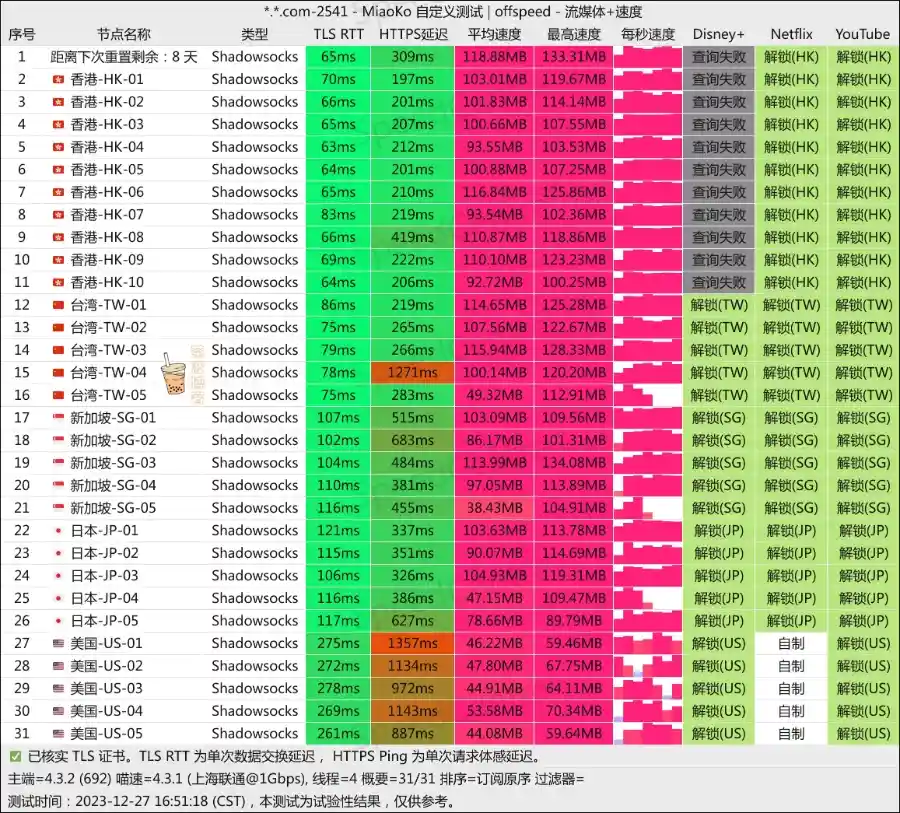 *.*.com-2541 - MiaoKo 自定义测试 | offspeed - 流媒体+速度
序号 节点名称 类型 TLS RTT HTTPS延迟 平均速度 最高速度 每秒速度 Disney+ Netflix YouTube
1 距离下次重置剩余：8 天 Shadowsocks 65ms 309ms 118.88MB 133.31MB 查询失败 解锁(HK) 解锁(HK)
2 香港-HK-01 Shadowsocks 70ms 197ms 103.01MB 119.67MB 查询失败 解锁(HK) 解锁(HK)
3 香港-HK-02 Shadowsocks 66ms 201ms 101.83MB 114.14MB 查询失败 解锁(HK) 解锁(HK)
4 香港-HK-03 Shadowsocks 65ms 207ms 100.66MB 107.55MB 查询失败 解锁(HK) 解锁(HK)
5 香港-HK-04 Shadowsocks 63ms 212ms 93.55MB 103.53MB 查询失败 解锁(HK) 解锁(HK)
6 香港-HK-05 Shadowsocks 64ms 201ms 100.88MB 107.25MB 查询失败 解锁(HK) 解锁(HK)
7 香港-HK-06 Shadowsocks 65ms 210ms 116.84MB 125.86MB 查询失败 解锁(HK) 解锁(HK)
8 香港-HK-07 Shadowsocks 83ms 219ms 93.54MB 102.36MB 查询失败 解锁(HK) 解锁(HK)
9 香港-HK-08 Shadowsocks 66ms 419ms 110.87MB 118.86MB 查询失败 解锁(HK) 解锁(HK)
10 香港-HK-09 Shadowsocks 69ms 222ms 110.10MB 123.23MB 查询失败 解锁(HK) 解锁(HK)
11 香港-HK-10 Shadowsocks 64ms 206ms 92.72MB 100.25MB 查询失败 解锁(HK) 解锁(HK)
12 台湾-TW-01 Shadowsocks 86ms 219ms 114.65MB 125.28MB 解锁(TW) 解锁(TW) 解锁(TW)
13 台湾-TW-02 Shadowsocks 75ms 265ms 107.56MB 122.67MB 解锁(TW) 解锁(TW) 解锁(TW)
14 台湾-TW-03 Shadowsocks 79ms 266ms 115.94MB 128.33MB 解锁(TW) 解锁(TW) 解锁(TW)
15 台湾-TW-04 Shadowsocks 78ms 1271ms 100.14MB 120.20MB 解锁(TW) 解锁(TW) 解锁(TW)
16 台湾-TW-05 Shadowsocks 75ms 283ms 49.32MB 112.91MB 解锁(TW) 解锁(TW) 解锁(TW)
17 新加坡-SG-01 Shadowsocks 107ms 515ms 103.09MB 109.56MB 解锁(SG) 解锁(SG) 解锁(SG)
18 新加坡-SG-02 Shadowsocks 102ms 683ms 86.17MB 101.31MB 解锁(SG) 解锁(SG) 解锁(SG)
19 新加坡-SG-03 Shadowsocks 104ms 484ms 113.99MB 134.08MB 解锁(SG) 解锁(SG) 解锁(SG)
20 新加坡-SG-04 Shadowsocks 110ms 381ms 97.05MB 113.89MB 解锁(SG) 解锁(SG) 解锁(SG)
21 新加坡-SG-05 Shadowsocks 116ms 455ms 38.43MB 104.91MB 解锁(SG) 解锁(SG) 解锁(SG)
22 日本-JP-01 Shadowsocks 121ms 337ms 103.63MB 113.78MB 解锁(JP) 解锁(JP) 解锁(JP)
23 日本-JP-02 Shadowsocks 115ms 351ms 90.07MB 114.69MB 解锁(JP) 解锁(JP) 解锁(JP)
24 日本-JP-03 Shadowsocks 106ms 326ms 104.93MB 119.31MB 解锁(JP) 解锁(JP) 解锁(JP)
25 日本-JP-04 Shadowsocks 116ms 386ms 47.15MB 109.47MB 解锁(JP) 解锁(JP) 解锁(JP)
26 日本-JP-05 Shadowsocks 117ms 627ms 78.66MB 89.79MB 解锁(JP) 解锁(JP) 解锁(JP)
27 美国-US-01 Shadowsocks 275ms 1357ms 46.22MB 59.46MB 解锁(US) 自制 解锁(US)
28 美国-US-02 Shadowsocks 272ms 1134ms 47.80MB 67.75MB 解锁(US) 自制 解锁(US)
29 美国-US-03 Shadowsocks 278ms 972ms 44.91MB 64.11MB 解锁(US) 自制 解锁(US)
30 美国-US-04 Shadowsocks 269ms 1143ms 53.58MB 70.34MB 解锁(US) 自制 解锁(US)
31 美国-US-05 Shadowsocks 261ms 887ms 44.08MB 59.64MB 解锁(US) 自制 解锁(US)
✅ 已核实 TLS 证书。TLS RTT 为单次数据交换延迟， HTTPS Ping 为单次请求体感延迟。
主端=4.3.2 (692) 喵速=4.3.1 (上海联通@1Gbps), 线程=4 概要=31/31 排序=订阅原序 过滤器=
测试时间：2023-12-27 16:51:18 (CST)，本测试为试验性结果，仅供参考。